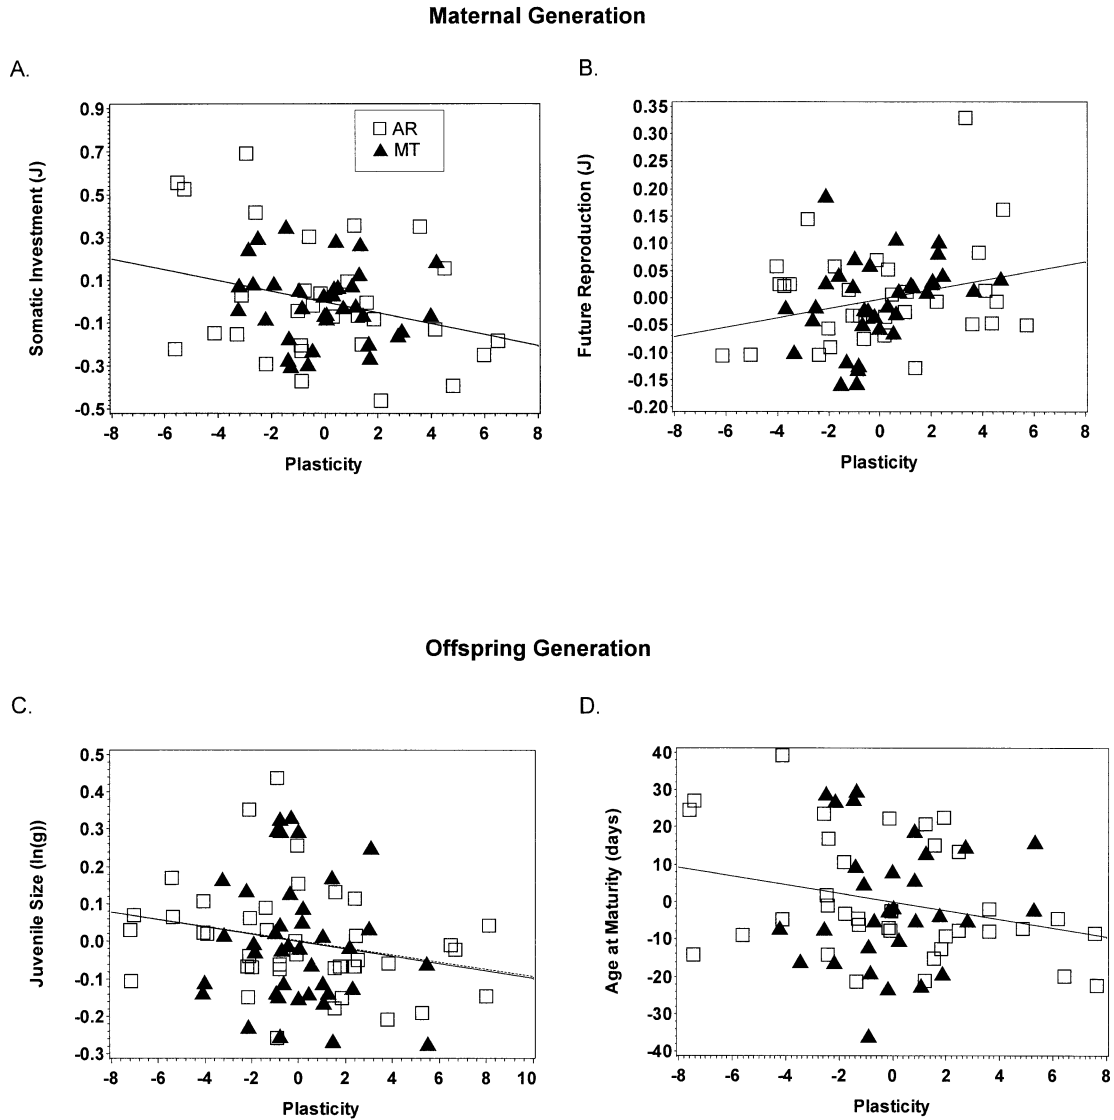 Maternal Generation
A.
B.
Somatic Investment (J)
0.9
0.7
0.5
0.3
0.1
-0.1
-0.3
-0.5
AR
MT
-8 -6 -4 -2 0 2 4 6 8
Plasticity
Future Reproduction (J)
0.35
0.30
0.25
0.20
0.15
0.10
0.05
0.00
-0.05
-0.10
-0.15
-0.20
-8 -6 -4 -2 0 2 4 6 8
Plasticity
Offspring Generation
C.
D.
Juvenile Size (ln(g))
0.5
0.4
0.3
0.2
0.1
0.0
-0.1
-0.2
-0.3
-8 -6 -4 -2 0 2 4 6 8 10
Plasticity
Age at Maturity (days)
40
30
20
10
0
-10
-20
-30
-40
-8 -6 -4 -2 0 2 4 6 8
Plasticity